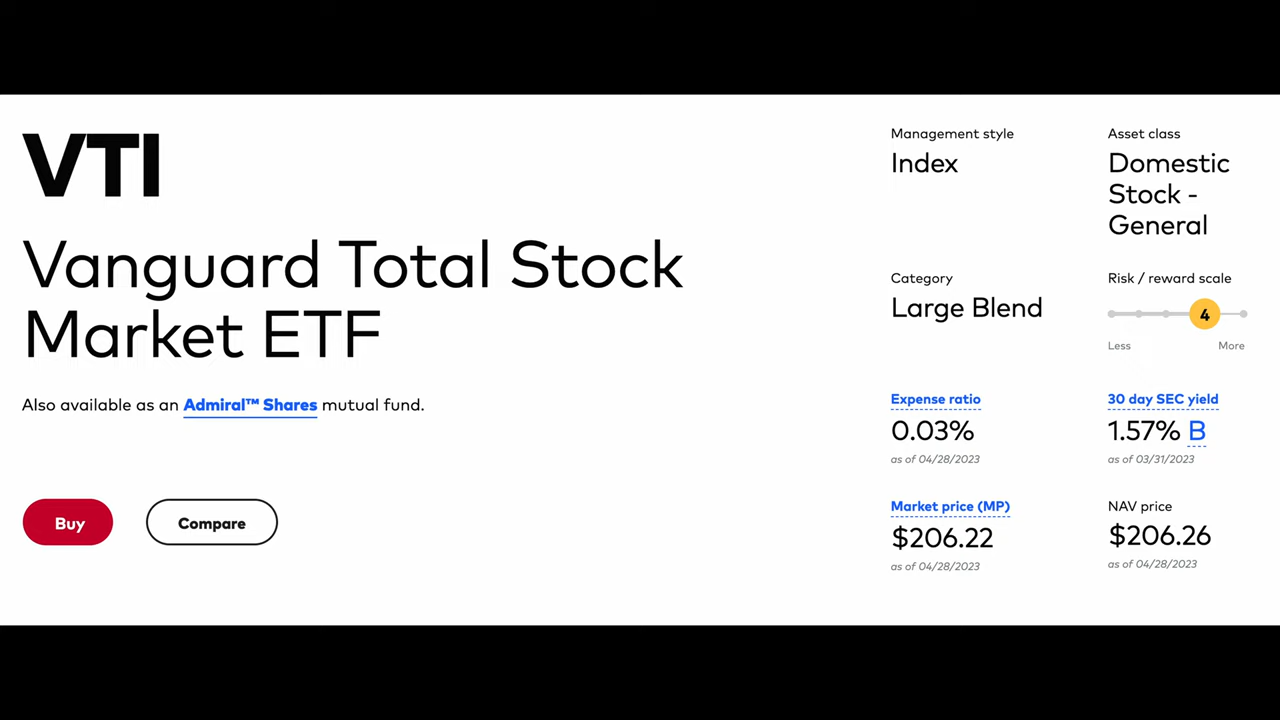 VTI
Vanguard Total Stock
Market ETF
Also available as an Admiral™ Shares mutual fund.
Buy
Compare
Management style
Index
Asset class
Domestic
Stock -
General
Category
Large Blend
Risk / reward scale
4
Less
More
Expense ratio
0.03%
as of 04/28/2023
30 day SEC yield
1.57% B
as of 03/31/2023
Market price (MP)
$206.22
as of 04/28/2023
NAV price
$206.26
as of 04/28/2023